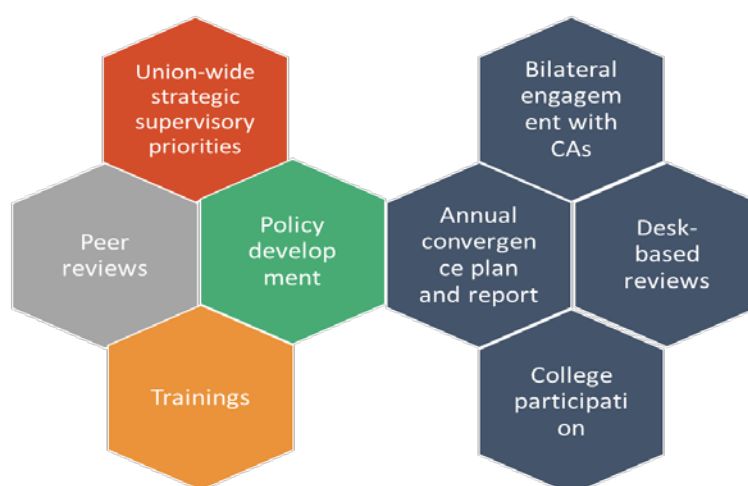 Union-wide
strategic
supervisory
priorities
Bilateral
engagem
ent with
CAs
Peer
reviews
Policy
develop
ment
Annual
convergen
ce plan
and report
Desk-
based
reviews
Trainings
College
participati
on